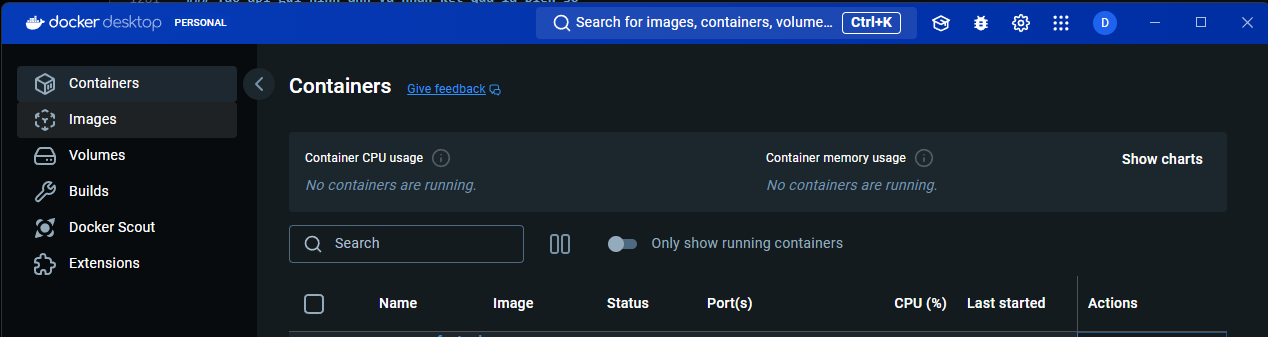 docker desktop PERSONAL
Search for images, containers, volume... Ctrl+K
D
Containers
Images
Volumes
Builds
Docker Scout
Extensions
Containers Give feedback
Container CPU usage
No containers are running.
Container memory usage
No containers are running.
Show charts
Search
Only show running containers
Name Image Status Port(s) CPU (%) Last started Actions